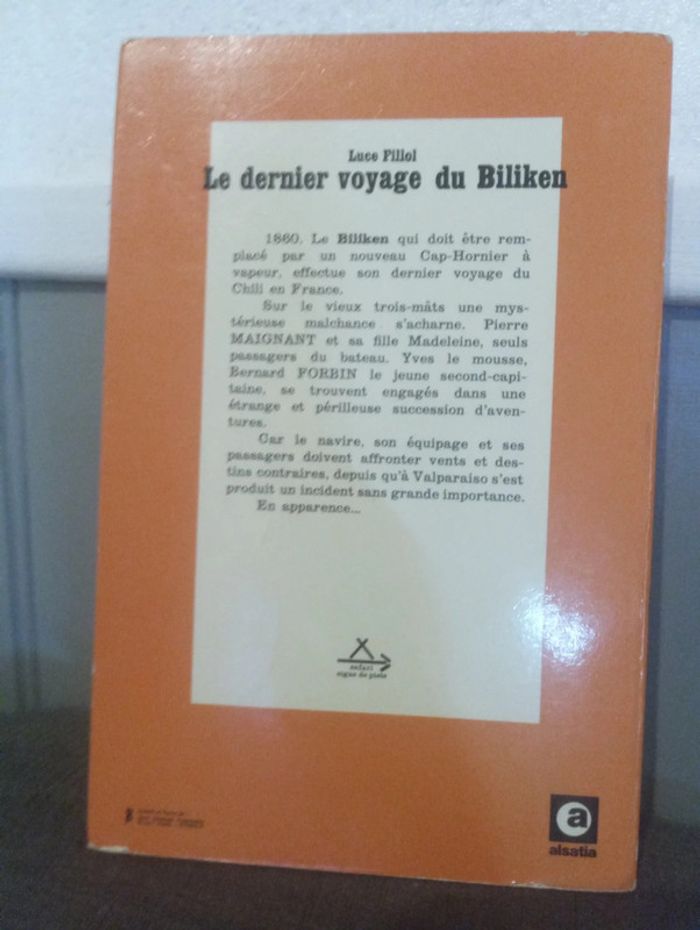 Luce Fillol
Le dernier voyage du Biliken
1860. Le Biliken qui doit être rem-
placé par un nouveau Cap-Hornier à
vapeur, effectue son dernier voyage du
Chili en France.
Sur le vieux trois-mâts une mys-
térieuse malchance s'acharne. Pierre
MAIGNANT et sa fille Madeleine, seuls
passagers du bateau. Yves le mousse,
Bernard FORBIN le jeune second-capi-
taine, se trouvent engagés dans une
étrange et périlleuse succession d'aven-
tures.
Car le navire, son équipage et ses
passagers doivent affronter vents et des-
tins contraires, depuis qu'à Valparaiso s'est
produit un incident sans grande importance.
En apparence...
safari
signe de piste
a
alsatia